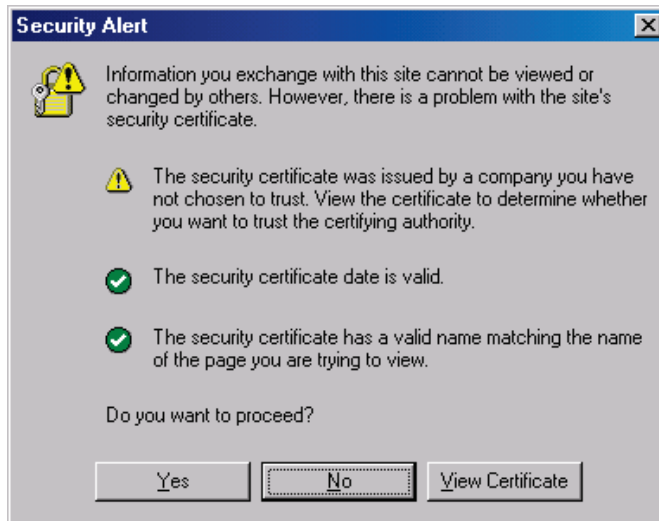 Security Alert
Information you exchange with this site cannot be viewed or
changed by others. However, there is a problem with the site's
security certificate.
The security certificate was issued by a company you have
not chosen to trust. View the certificate to determine whether
you want to trust the certifying authority.
The security certificate date is valid.
The security certificate has a valid name matching the name
of the page you are trying to view.
Do you want to proceed?
Yes No View Certificate